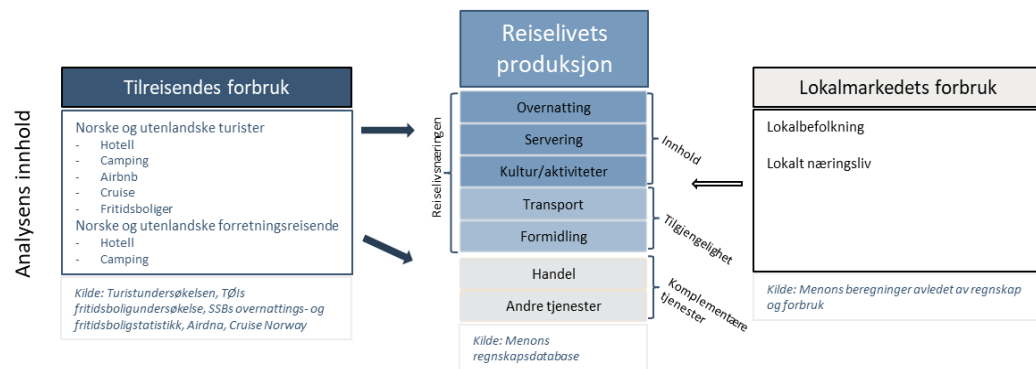 Analysens innhold
Tilreisendes forbruk
Norske og utenlandske turister
- Hotell
- Camping
- Airbnb
- Cruise
- Fritidsboliger
Norske og utenlandske forretningsreisende
- Hotell
- Camping
Kilde: Turistundersøkelsen, TØIs
fritidsboligundersøkelse, SSBs overnattings- og
fritidsboligstatistikk, Airdna, Cruise Norway
Reiselivets
produksjon
Reiselivsnæringen
Overnatting
Servering
Kultur/aktiviteter
Transport
Formidling
Handel
Andre tjenester
Innhold
Tilgjengelighet
Komplementære
tjenester
Kilde: Menons
regnskapsdatabase
Lokalmarkedets forbruk
Lokalbefolkning
Lokalt næringsliv
Kilde: Menons beregninger avledet av regnskap
og forbruk